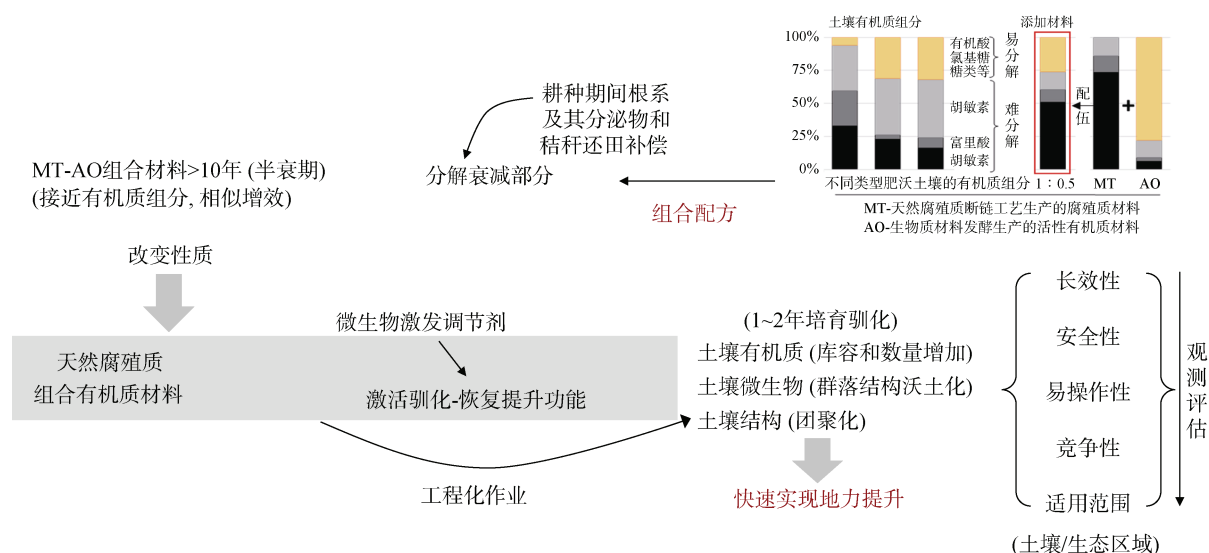 土壤有机质组分
添加材料
100%
75%
50%
25%
0%
有机酸
氯基糖
糖类等
易分解
胡敏素
富里酸
胡敏素
难分解
配伍
+
不同类型肥沃土壤的有机质组分
1：0.5
MT
AO
MT-天然腐殖质断链工艺生产的腐殖质材料
AO-生物质材料发酵生产的活性有机质材料
耕种期间根系
及其分泌物和
秸秆还田补偿
分解衰减部分
组合配方
MT-AO组合材料>10年 (半衰期)
(接近有机质组分, 相似增效)
改变性质
微生物激发调节剂
天然腐殖质
组合有机质材料
激活驯化-恢复提升功能
工程化作业
(1~2年培育驯化)
土壤有机质 (库容和数量增加)
土壤微生物 (群落结构沃土化)
土壤结构 (团聚化)
快速实现地力提升
长效性
安全性
易操作性
竞争性
适用范围
(土壤/生态区域)
观测评估